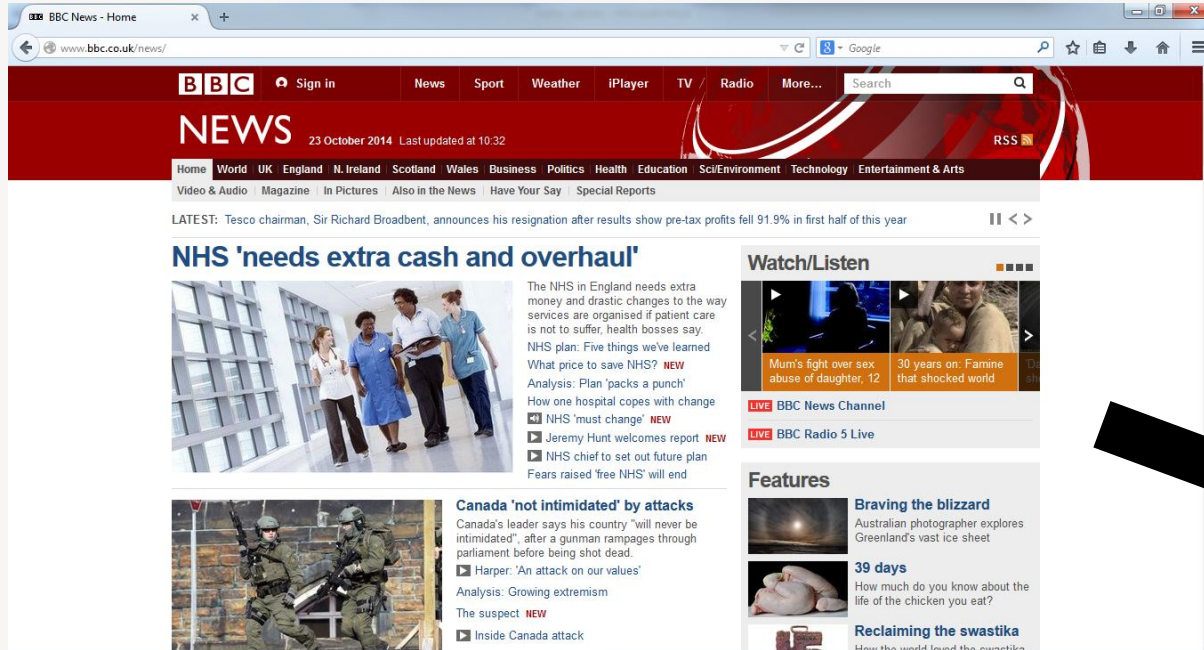 BBC News - Home
www.bbc.co.uk/news/
Google
BBC Sign in News Sport Weather iPlayer TV Radio More... Search
NEWS 23 October 2014 Last updated at 10:32 RSS
Home World UK England N. Ireland Scotland Wales Business Politics Health Education Sci/Environment Technology Entertainment & Arts
Video & Audio Magazine In Pictures Also in the News Have Your Say Special Reports
LATEST: Tesco chairman, Sir Richard Broadbent, announces his resignation after results show pre-tax profits fell 91.9% in first half of this year
NHS 'needs extra cash and overhaul'
The NHS in England needs extra
money and drastic changes to the way
services are organised if patient care
is not to suffer, health bosses say.
NHS plan: Five things we've learned
What price to save NHS? NEW
Analysis: Plan 'packs a punch'
How one hospital copes with change
NHS 'must change' NEW
Jeremy Hunt welcomes report NEW
NHS chief to set out future plan
Fears raised 'free NHS' will end
Canada 'not intimidated' by attacks
Canada's leader says his country "will never be
intimidated", after a gunman rampages through
parliament before being shot dead.
Harper: 'An attack on our values'
Analysis: Growing extremism
The suspect NEW
Inside Canada attack
Watch/Listen
Mum's fight over sex
abuse of daughter, 12
30 years on: Famine
that shocked world
LIVE BBC News Channel
LIVE BBC Radio 5 Live
Features
Braving the blizzard
Australian photographer explores
Greenland's vast ice sheet
39 days
How much do you know about the
life of the chicken you eat?
Reclaiming the swastika
How the world loved the swastika